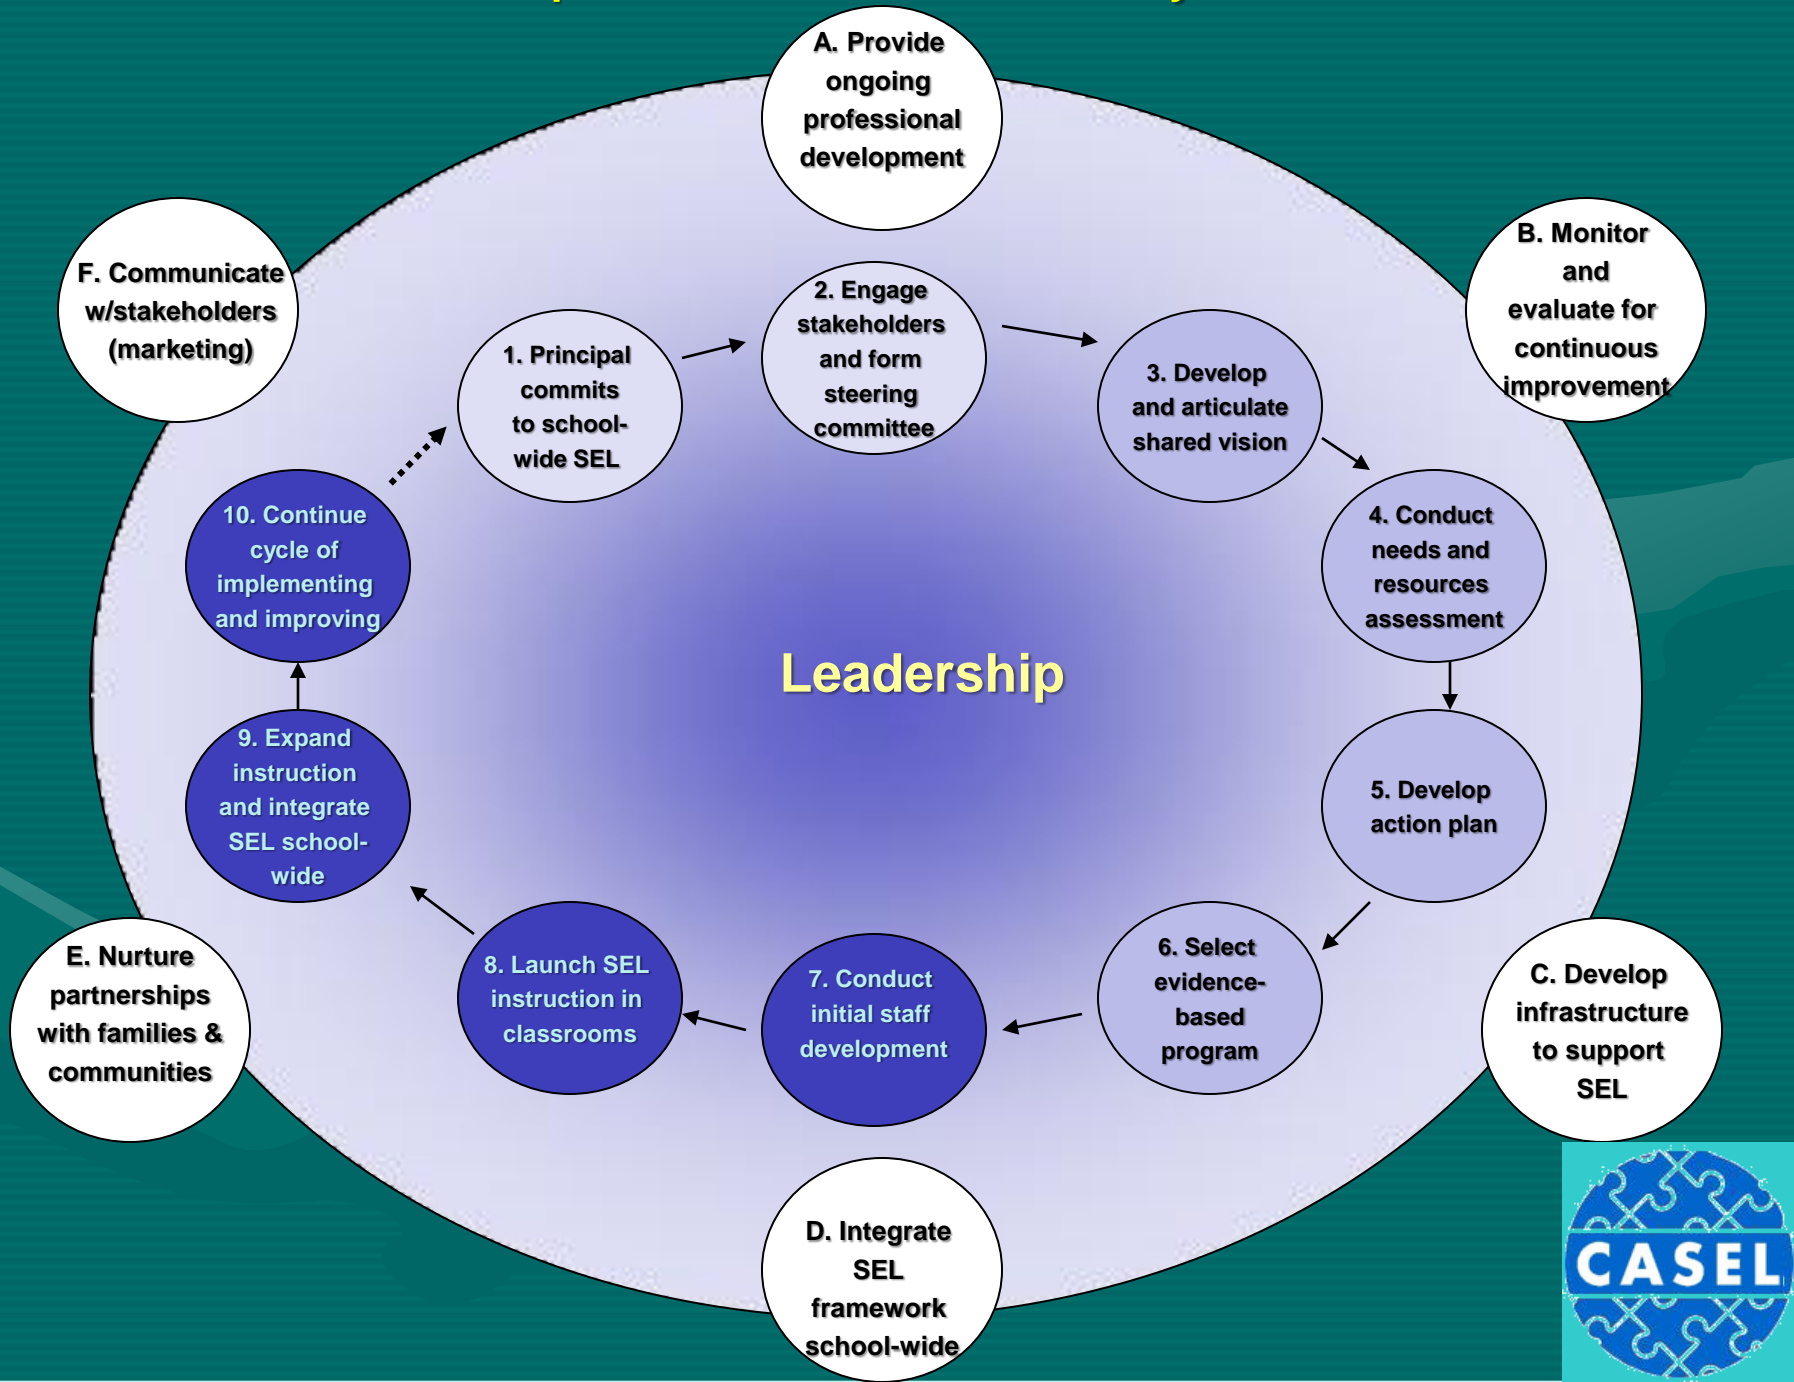 A. Provide
ongoing
professional
development
B. Monitor
and
evaluate for
continuous
improvement
F. Communicate
w/stakeholders
(marketing)
1. Principal
commits
to school-
wide SEL
2. Engage
stakeholders
and form
steering
committee
3. Develop
and articulate
shared vision
4. Conduct
needs and
resources
assessment
5. Develop
action plan
6. Select
evidence-
based
program
7. Conduct
initial staff
development
8. Launch SEL
instruction in
classrooms
9. Expand
instruction
and integrate
SEL school-
wide
10. Continue
cycle of
implementing
and improving
Leadership
E. Nurture
partnerships
with families &
communities
C. Develop
infrastructure
to support
SEL
D. Integrate
SEL
framework
school-wide
CASEL